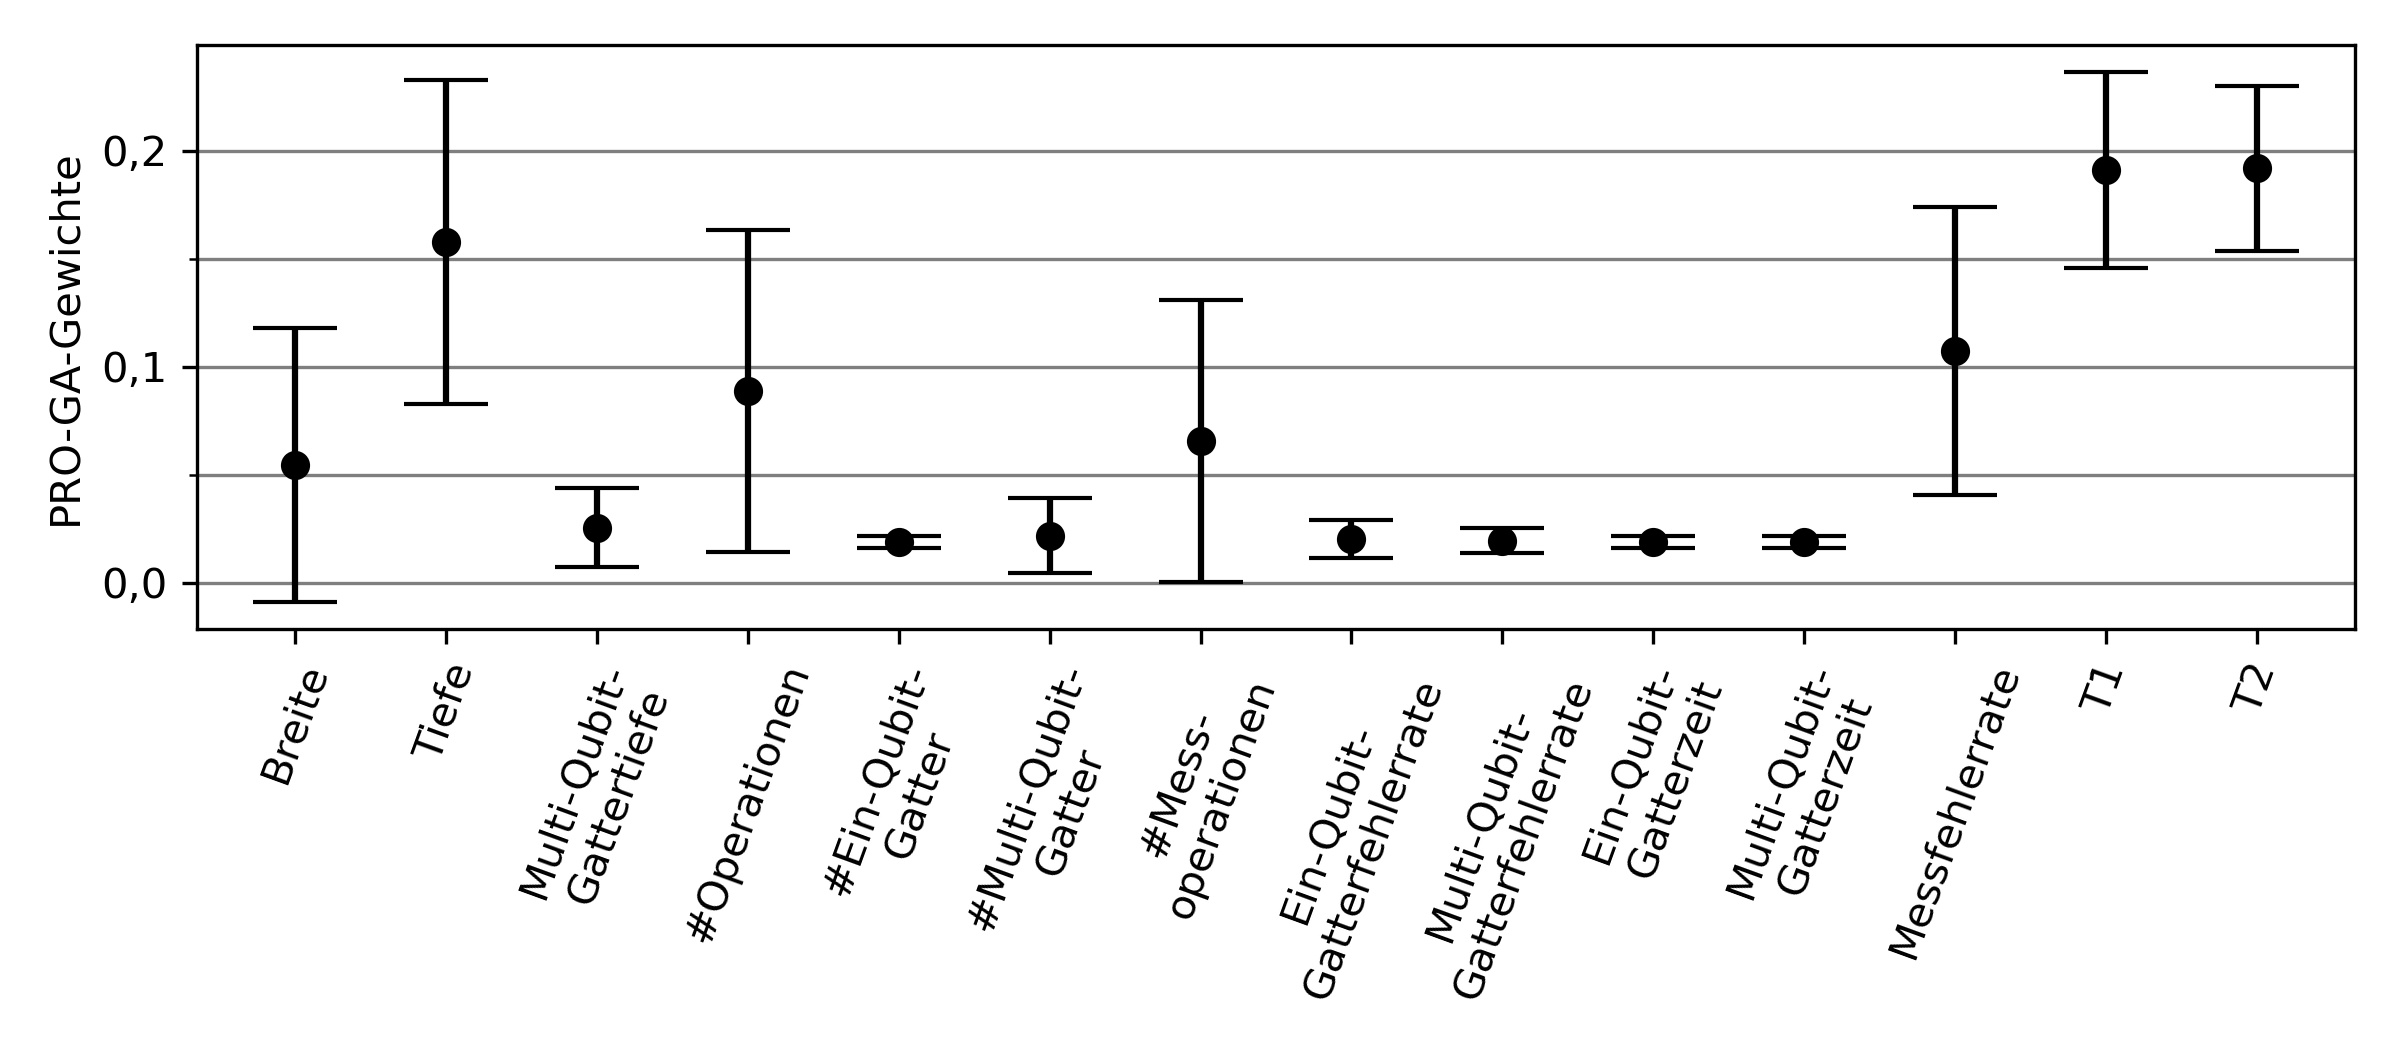 PRO-GA-Gewichte
0,2
0,1
0,0
Breite
Tiefe
Multi-Qubit-
Gattertiefe
#Operationen
#Ein-Qubit-
Gatter
#Multi-Qubit-
Gatter
#Mess-
operationen
Ein-Qubit-
Gatterfehlerrate
Multi-Qubit-
Gatterfehlerrate
Ein-Qubit-
Gatterzeit
Multi-Qubit-
Gatterzeit
Messfehlerrate
T1
T2